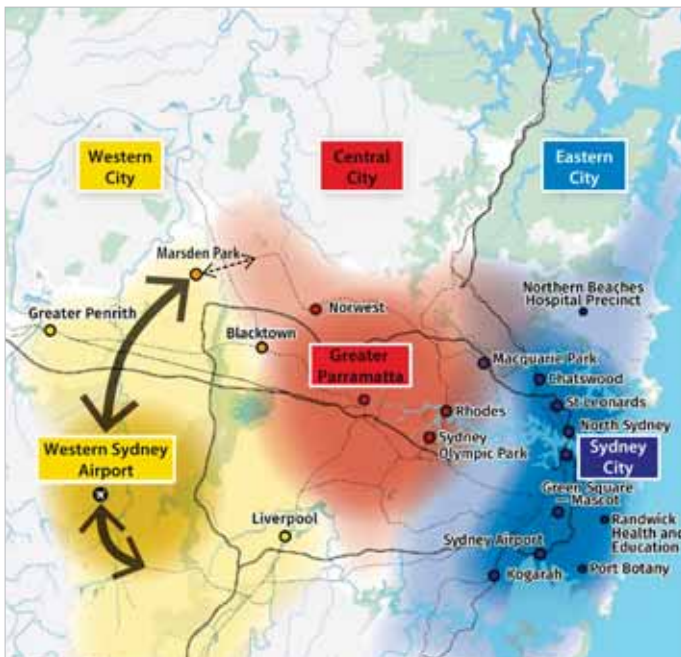 Western
City
Central
City
Eastern
City
Marsden Park
Northern Beaches
Hospital Precinct
Greater Penrith
Norwest
Blacktown
Macquarie Park
Greater
Parramatta
Chatswood
St Leonards
Rhodes
North Sydney
Sydney
Olympic Park
Western Sydney
Airport
Sydney
City
Green Square
—Mascot
Liverpool
Randwick
Health and
Education
Sydney Airport
Kogarah
Port Botany